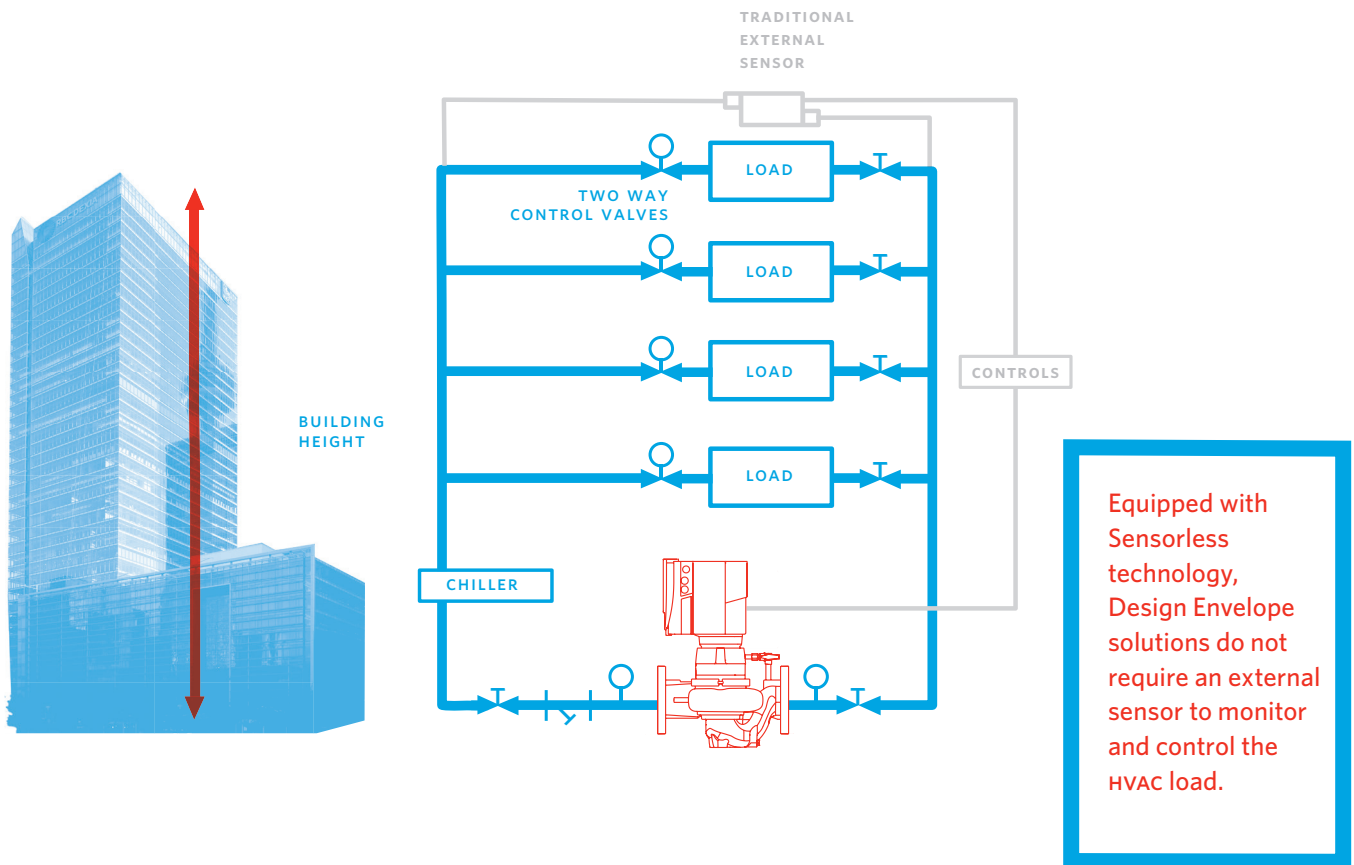 TRADITIONAL
EXTERNAL
SENSOR
LOAD
TWO WAY
CONTROL VALVES
LOAD
LOAD
CONTROLS
BUILDING
HEIGHT
LOAD
CHILLER
Equipped with
Sensorless
technology,
Design Envelope
solutions do not
require an external
sensor to monitor
and control the
HVAC load.